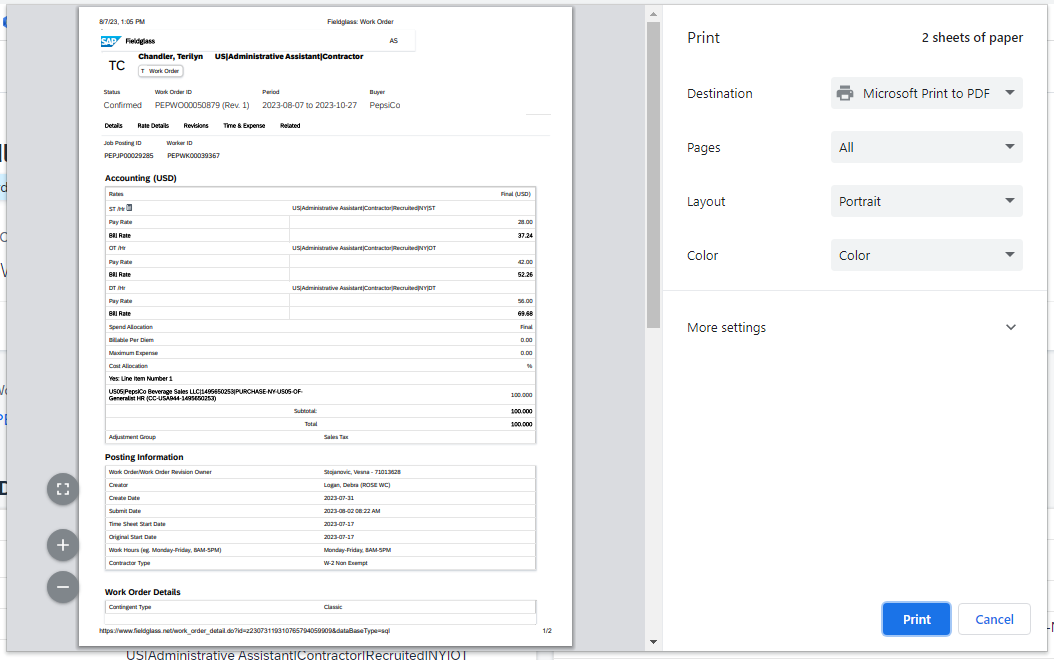 8/7/23, 1:05 PM Fieldglass: Work Order
SAP Fieldglass AS
TC Chandler, Terilyn US|Administrative Assistant|Contractor
T Work Order
Status Work Order ID Period Buyer
Confirmed PEPWO00050879 (Rev. 1) 2023-08-07 to 2023-10-27 PepsiCo
Details Rate Details Revisions Time & Expense Related
Job Posting ID Worker ID
PEPJP00029285 PEPWK00039367
Accounting (USD)
Rates Final (USD)
ST /Hr US|Administrative Assistant|Contractor|Recruited|NY|ST
Pay Rate 28.00
Bill Rate 37.24
OT /Hr US|Administrative Assistant|Contractor|Recruited|NY|OT
Pay Rate 42.00
Bill Rate 52.26
DT /Hr US|Administrative Assistant|Contractor|Recruited|NY|DT
Pay Rate 56.00
Bill Rate 69.68
Spend Allocation Final
Billable Per Diem 0.00
Maximum Expense 0.00
Cost Allocation %
Yes: Line Item Number 1
US05|PepsiCo Beverage Sales LLC|1495650253|PURCHASE-NY-US05-OF-
Generalist HR (CC-USA944-1495650253) 100.000
Subtotal: 100.000
Total 100.000
Adjustment Group Sales Tax
Posting Information
Work Order/Work Order Revision Owner Stojanovic, Vesna - 71013628
Creator Logan, Debra (ROSE WC)
Create Date 2023-07-31
Submit Date 2023-08-02 08:22 AM
Time Sheet Start Date 2023-07-17
Original Start Date 2023-07-17
Work Hours (eg. Monday-Friday, 8AM-5PM) Monday-Friday, 8AM-5PM
Contractor Type W-2 Non Exempt
Work Order Details
Contingent Type Classic
https://www.fieldglass.net/work_order_detail.do?id=z23073119310765794059909&dataBaseType=sql 1/2
US|Administrative Assistant|Contractor|Recruited|NY|OT
Print 2 sheets of paper
Destination Microsoft Print to PDF
Pages All
Layout Portrait
Color Color
More settings
Print Cancel